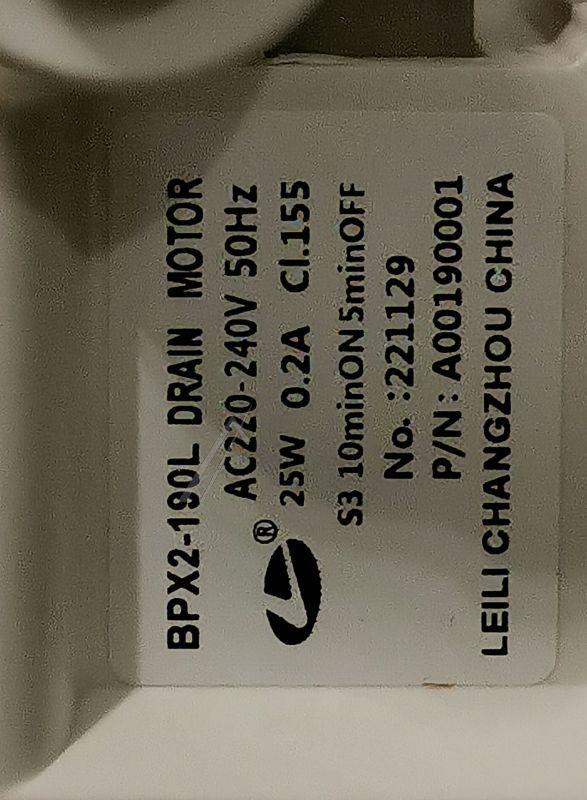 BPX2-190L DRAIN MOTOR
AC220-240V 50Hz
25W 0.2A Cl.155
S3 10minON 5minOFF
No. :221129
P/N: A00190001
LEILI CHANGZHOU CHINA
®